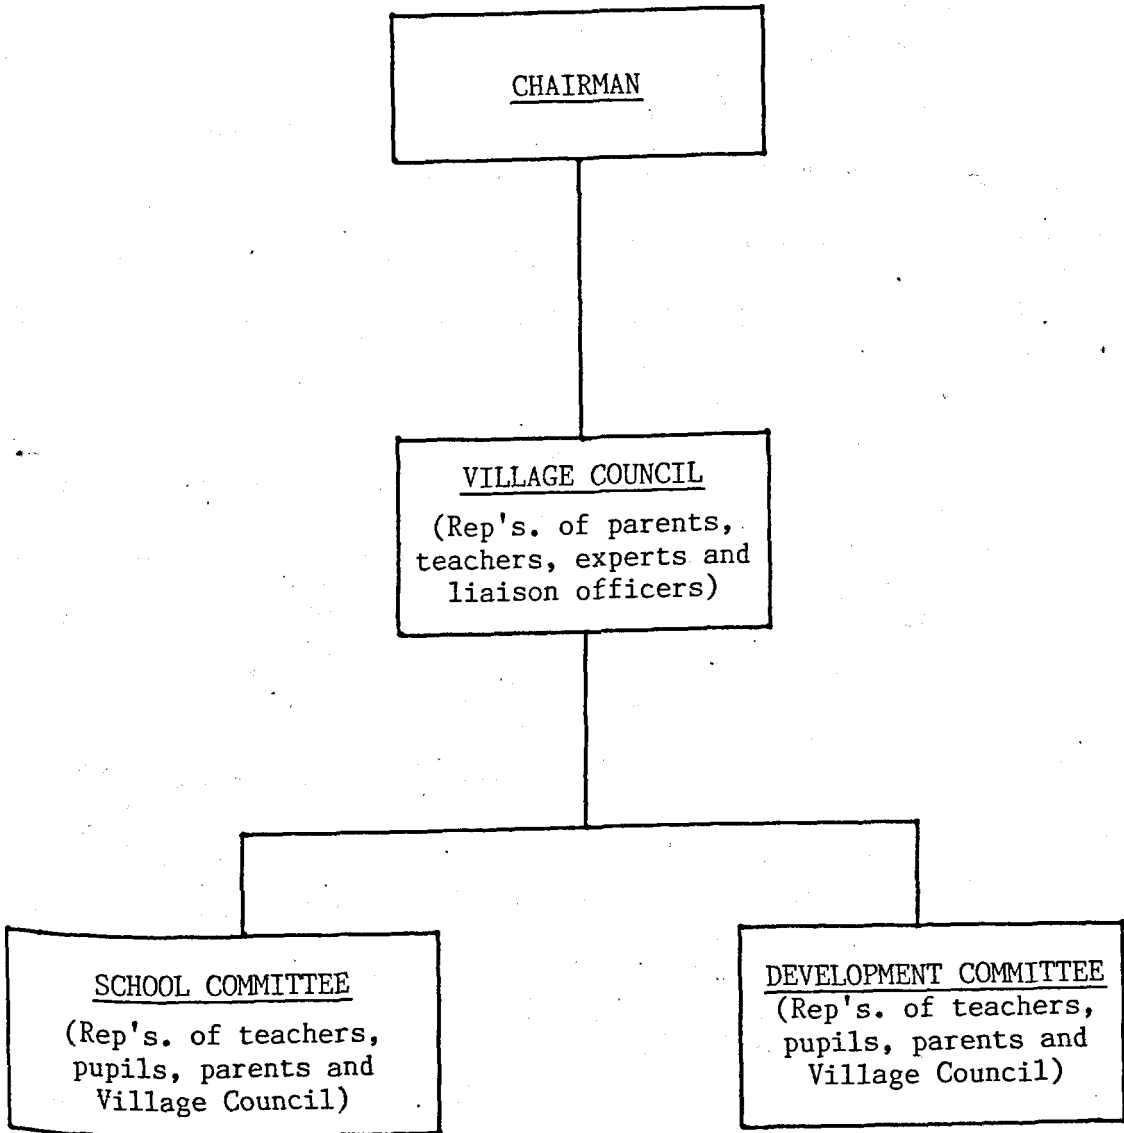 CHAIRMAN
VILLAGE COUNCIL
(Rep's. of parents,
teachers, experts and
liaison officers)
SCHOOL COMMITTEE
(Rep's. of teachers,
pupils, parents and
Village Council)
DEVELOPMENT COMMITTEE
(Rep's. of teachers,
pupils, parents and
Village Council)